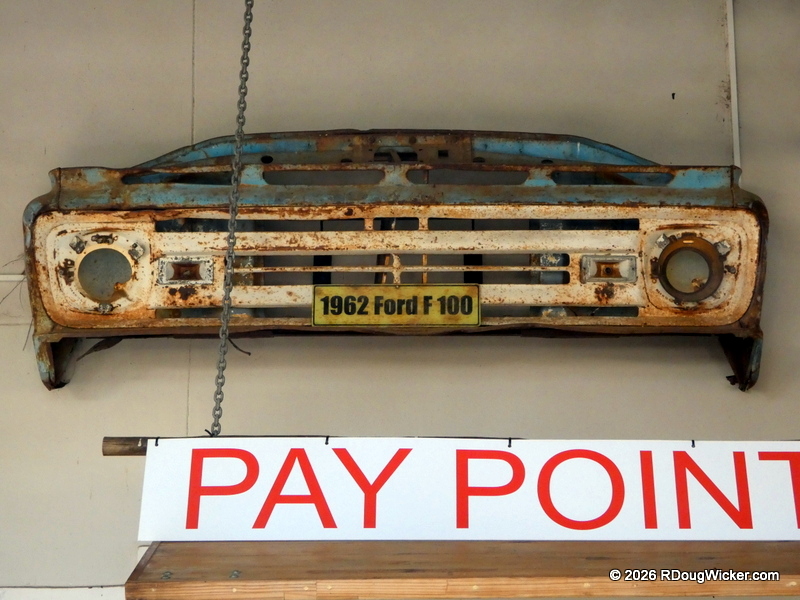 1962 Ford F 100
PAY POINT
© 2026 RDougWicker.com